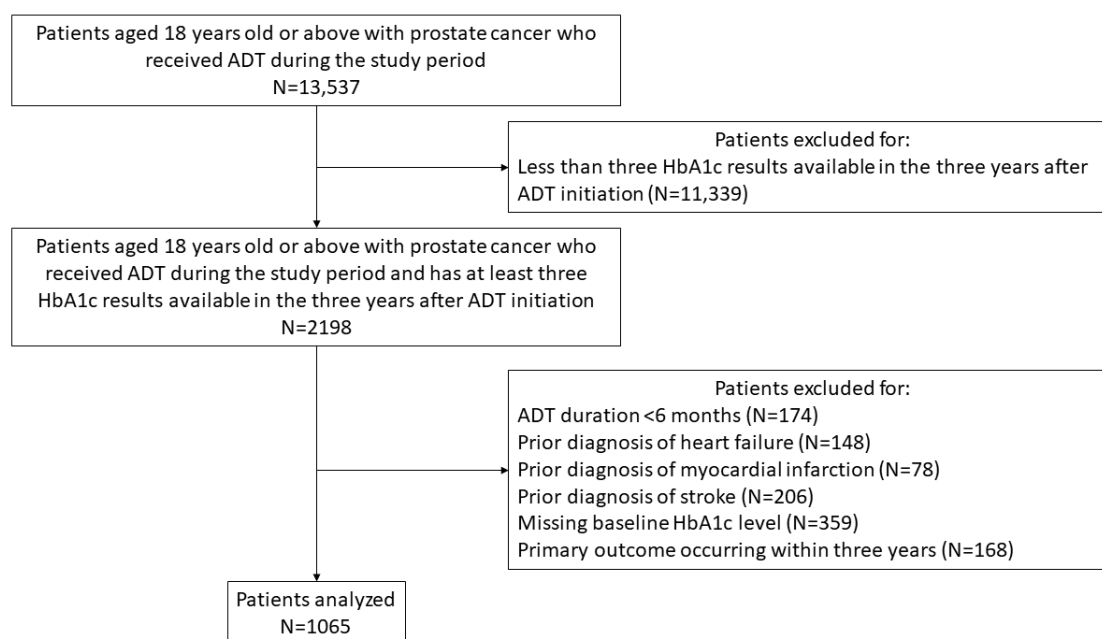 Patients aged 18 years old or above with prostate cancer who
received ADT during the study period
N=13,537
Patients excluded for:
Less than three HbA1c results available in the three years after
ADT initiation (N=11,339)
Patients aged 18 years old or above with prostate cancer who
received ADT during the study period and has at least three
HbA1c results available in the three years after ADT initiation
N=2198
Patients excluded for:
ADT duration <6 months (N=174)
Prior diagnosis of heart failure (N=148)
Prior diagnosis of myocardial infarction (N=78)
Prior diagnosis of stroke (N=206)
Missing baseline HbA1c level (N=359)
Primary outcome occurring within three years (N=168)
Patients analyzed
N=1065